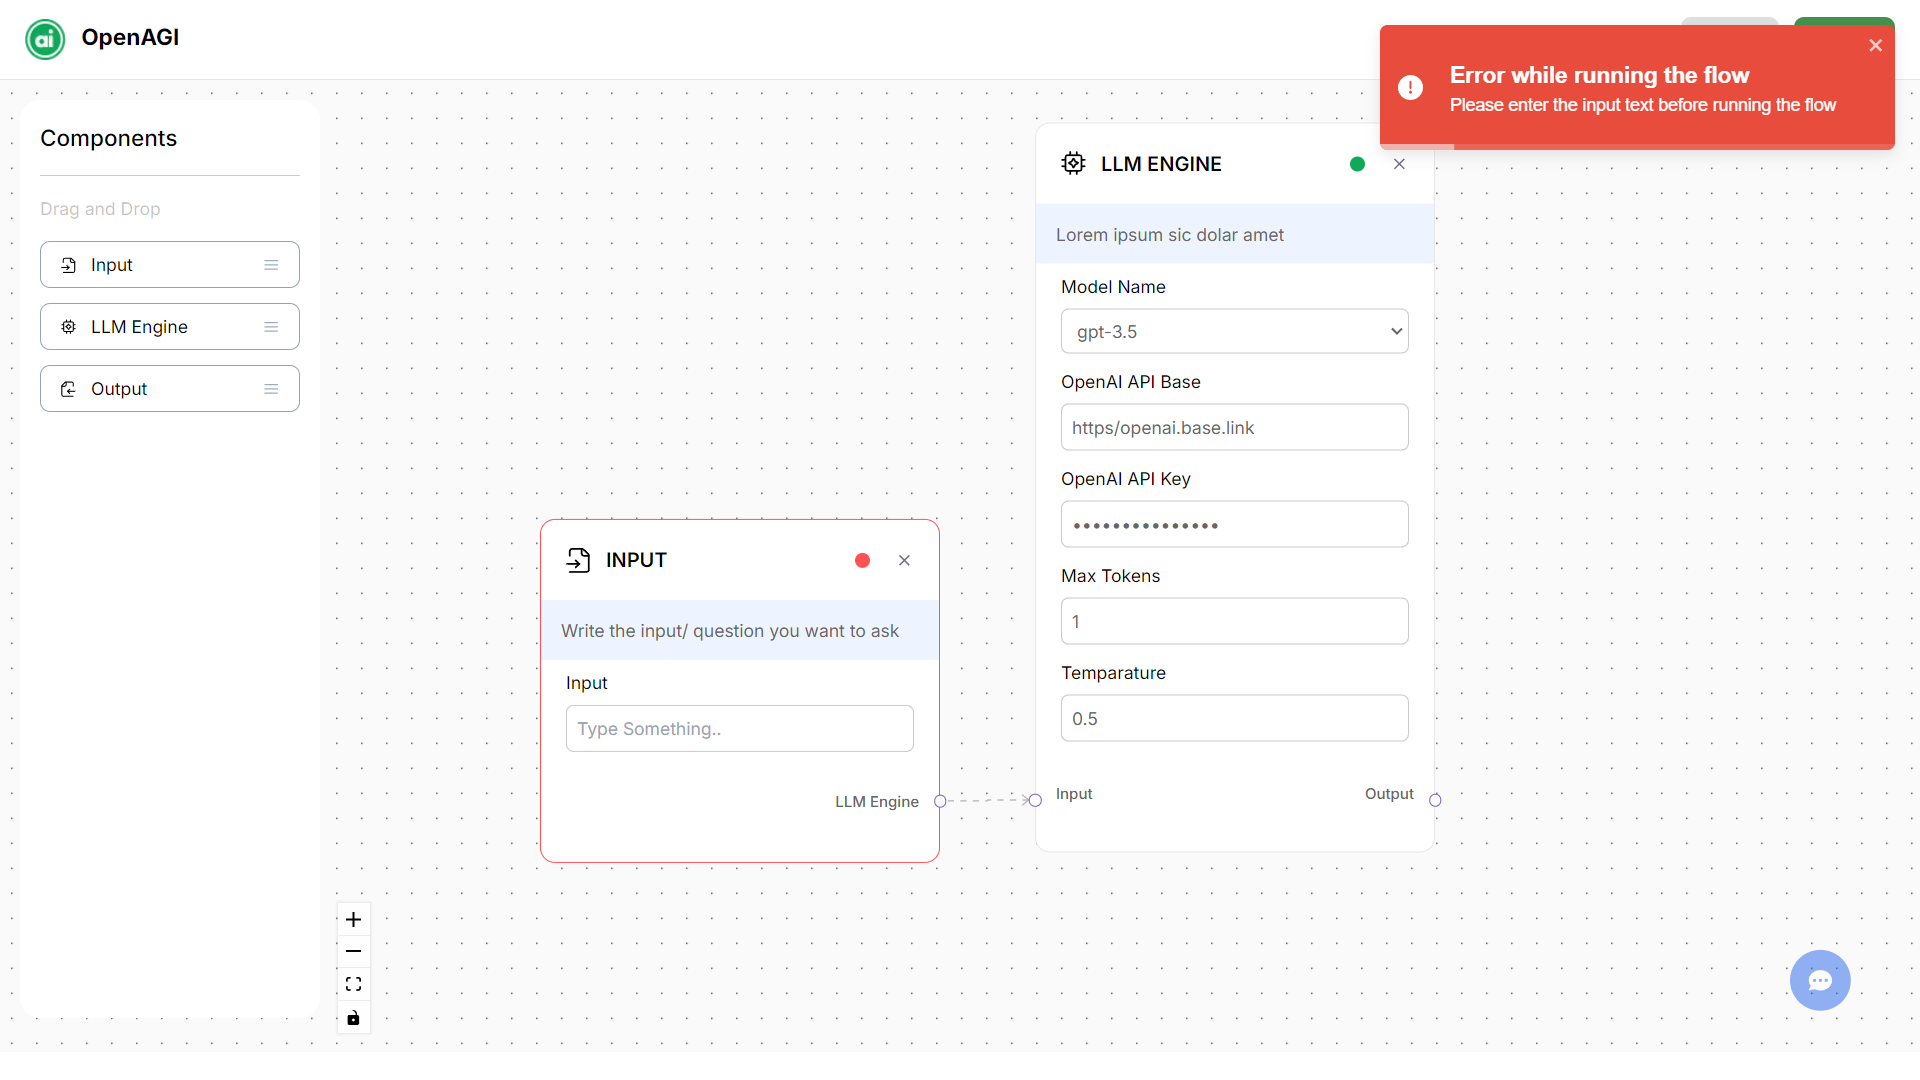 ai
OpenAGI
Error while running the flow
Please enter the input text before running the flow
Components
Drag and Drop
Input
LLM Engine
Output
INPUT
Write the input/ question you want to ask
Input
Type Something..
LLM Engine
LLM ENGINE
Lorem ipsum sic dolar amet
Model Name
gpt-3.5
OpenAI API Base
https/openai.base.link
OpenAI API Key
•••••••••••••••
Max Tokens
1
Temparature
0.5
Input
Output